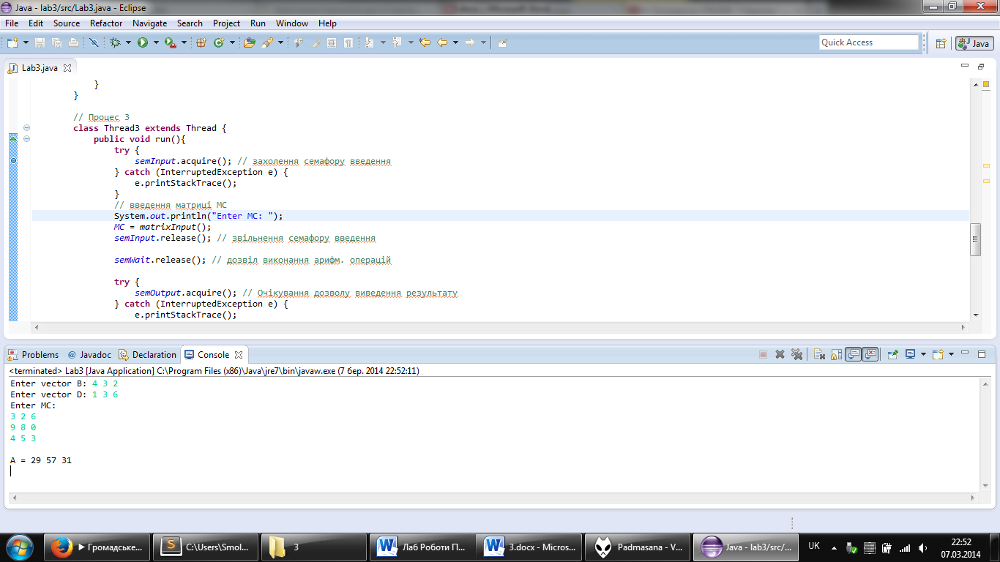 Java - lab3/src/Lab3.java - Eclipse
File Edit Source Refactor Navigate Search Project Run Window Help
Quick Access
Java
Lab3.java
}
}
// Процес 3
class Thread3 extends Thread {
public void run(){
try {
semInput.acquire(); // захолення семафору введення
} catch (InterruptedException e) {
e.printStackTrace();
}
// введення матриці MC
System.out.println("Enter MC: ");
MC = matrixInput();
semInput.release(); // звільнення семафору введення
semWait.release(); // дозвіл виконання арифм. операцій
try {
semOutput.acquire(); // Очікування дозволу виведення результату
} catch (InterruptedException e) {
e.printStackTrace();
Problems @ Javadoc Declaration Console
<terminated> Lab3 [Java Application] C:\Program Files (x86)\Java\jre7\bin\javaw.exe (7 бер. 2014 22:52:11)
Enter vector B: 4 3 2
Enter vector D: 1 3 6
Enter MC:
3 2 6
9 8 0
4 5 3
A = 29 57 31
Громадське... C:\Users\Smol... 3 Лаб Роботи П... 3.docx - Micros... Padmasana - V... Java - lab3/src/... UK 22:52
07.03.2014